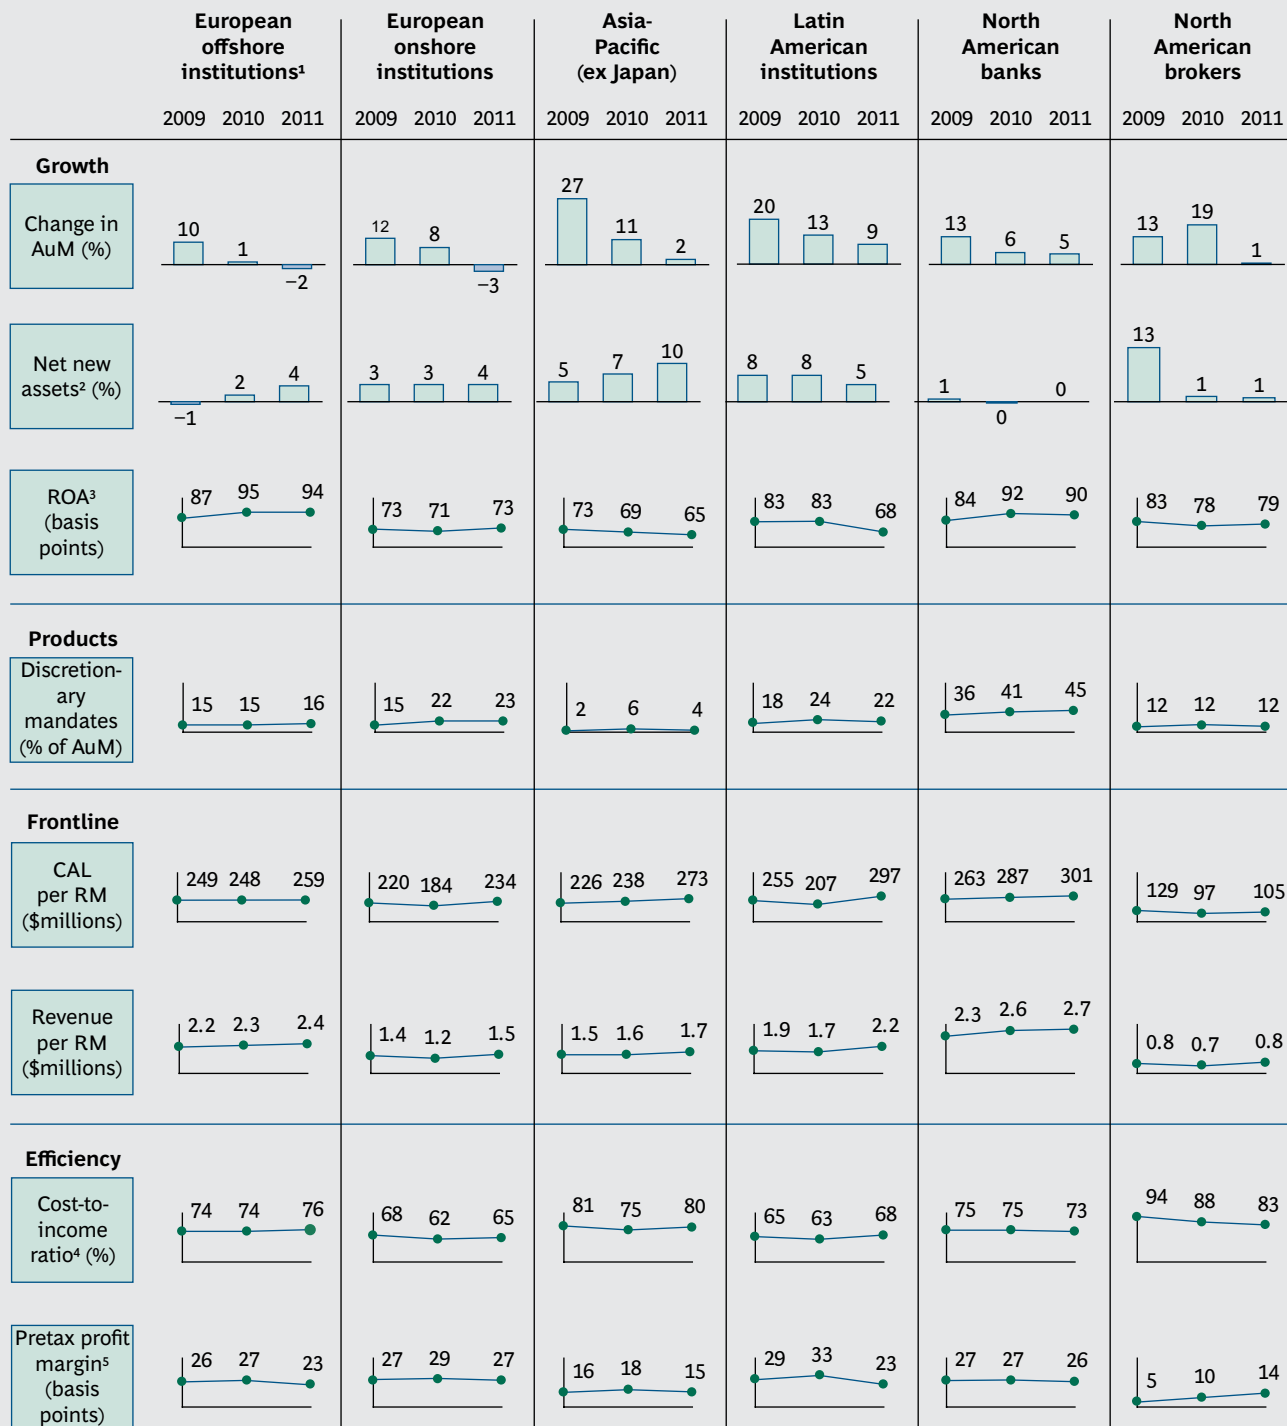 European offshore institutions¹ European onshore institutions Asia-Pacific (ex Japan) Latin American institutions North American banks North American brokers
2009 2010 2011 2009 2010 2011 2009 2010 2011 2009 2010 2011 2009 2010 2011 2009 2010 2011
Growth
Change in AuM (%)
10 1 −2 12 8 −3 27 11 2 20 13 9 13 6 5 13 19 1
Net new assets² (%)
−1 2 4 3 3 4 5 7 10 8 8 5 1 0 0 13 1 1
ROA³ (basis points)
87 95 94 73 71 73 73 69 65 83 83 68 84 92 90 83 78 79
Products
Discretion-ary mandates (% of AuM)
15 15 16 15 22 23 2 6 4 18 24 22 36 41 45 12 12 12
Frontline
CAL per RM ($millions)
249 248 259 220 184 234 226 238 273 255 207 297 263 287 301 129 97 105
Revenue per RM ($millions)
2.2 2.3 2.4 1.4 1.2 1.5 1.5 1.6 1.7 1.9 1.7 2.2 2.3 2.6 2.7 0.8 0.7 0.8
Efficiency
Cost-to-income ratio⁴ (%)
74 74 76 68 62 65 81 75 80 65 63 68 75 75 73 94 88 83
Pretax profit margin⁵ (basis points)
26 27 23 27 29 27 16 18 15 29 33 23 27 27 26 5 10 14